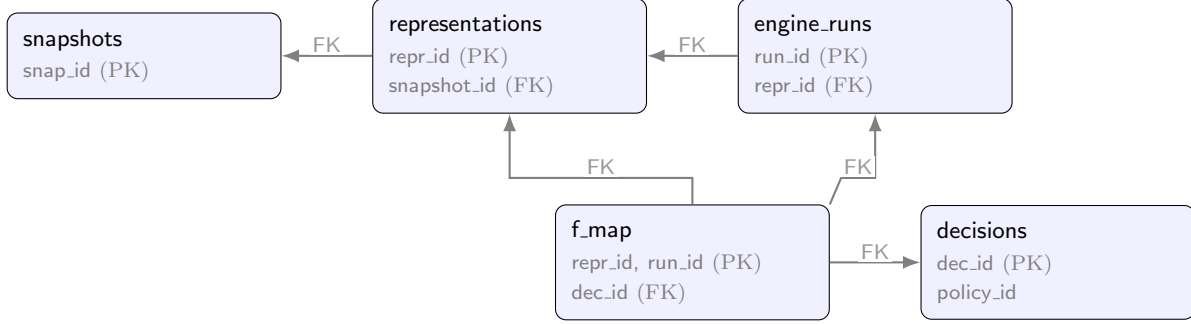 snapshots
snap_id (PK)
FK
representations
repr_id (PK)
snapshot_id (FK)
FK
engine_runs
run_id (PK)
repr_id (FK)
FK
FK
f_map
repr_id, run_id (PK)
dec_id (FK)
FK
decisions
dec_id (PK)
policy_id